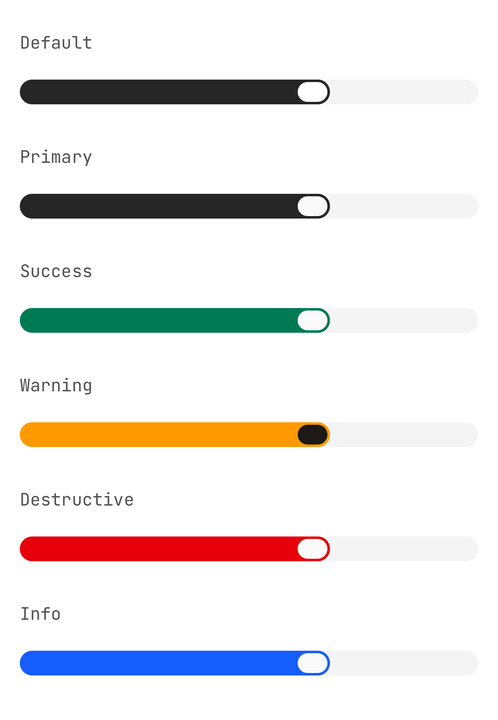 Default
Primary
Success
Warning
Destructive
Info